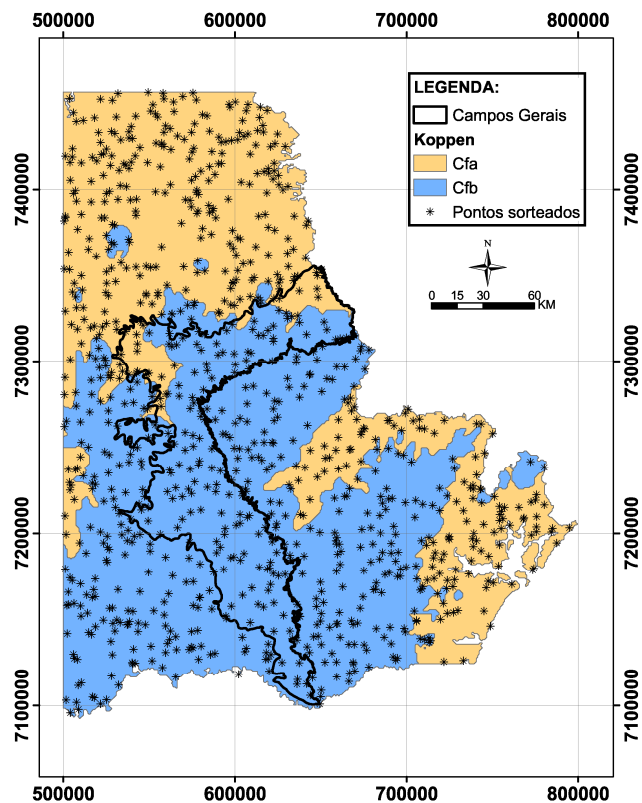 500000 600000 700000 800000
LEGENDA:
Campos Gerais
Koppen
Cfa
Cfb
Pontos sorteados
7400000 7400000
N
0 15 30 60
KM
7300000 7300000
7200000 7200000
7100000 7100000
500000 600000 700000 800000